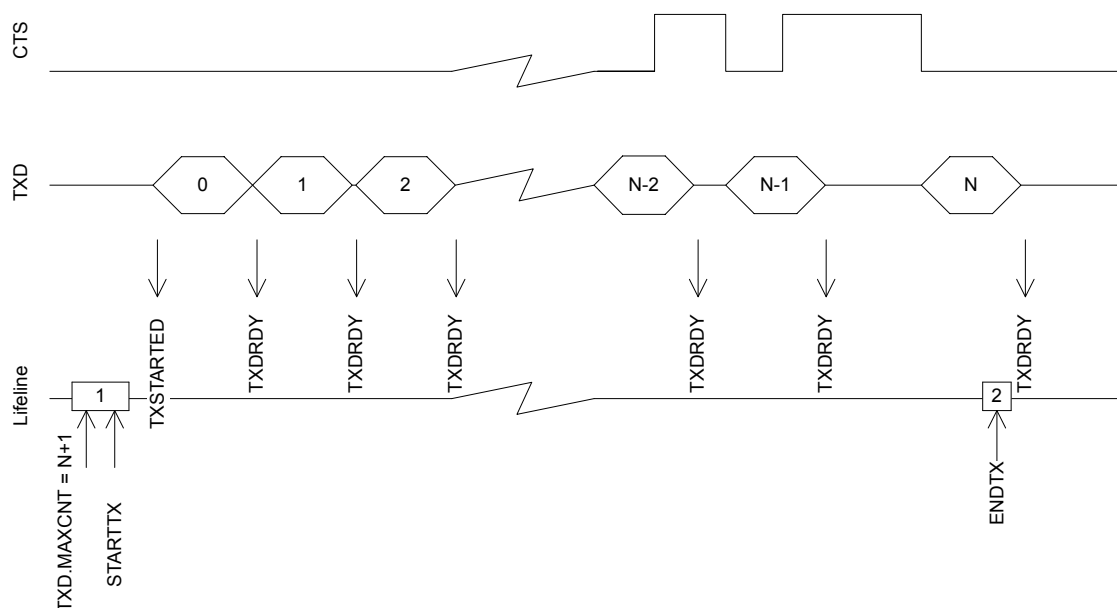 CTS
TXD
0
1
2
N-2
N-1
N
TXSTARTED
TXDRDY
TXDRDY
TXDRDY
TXDRDY
TXDRDY
TXDRDY
Lifeline
1
2
TXD.MAXCNT = N+1
STARTTX
ENDTX